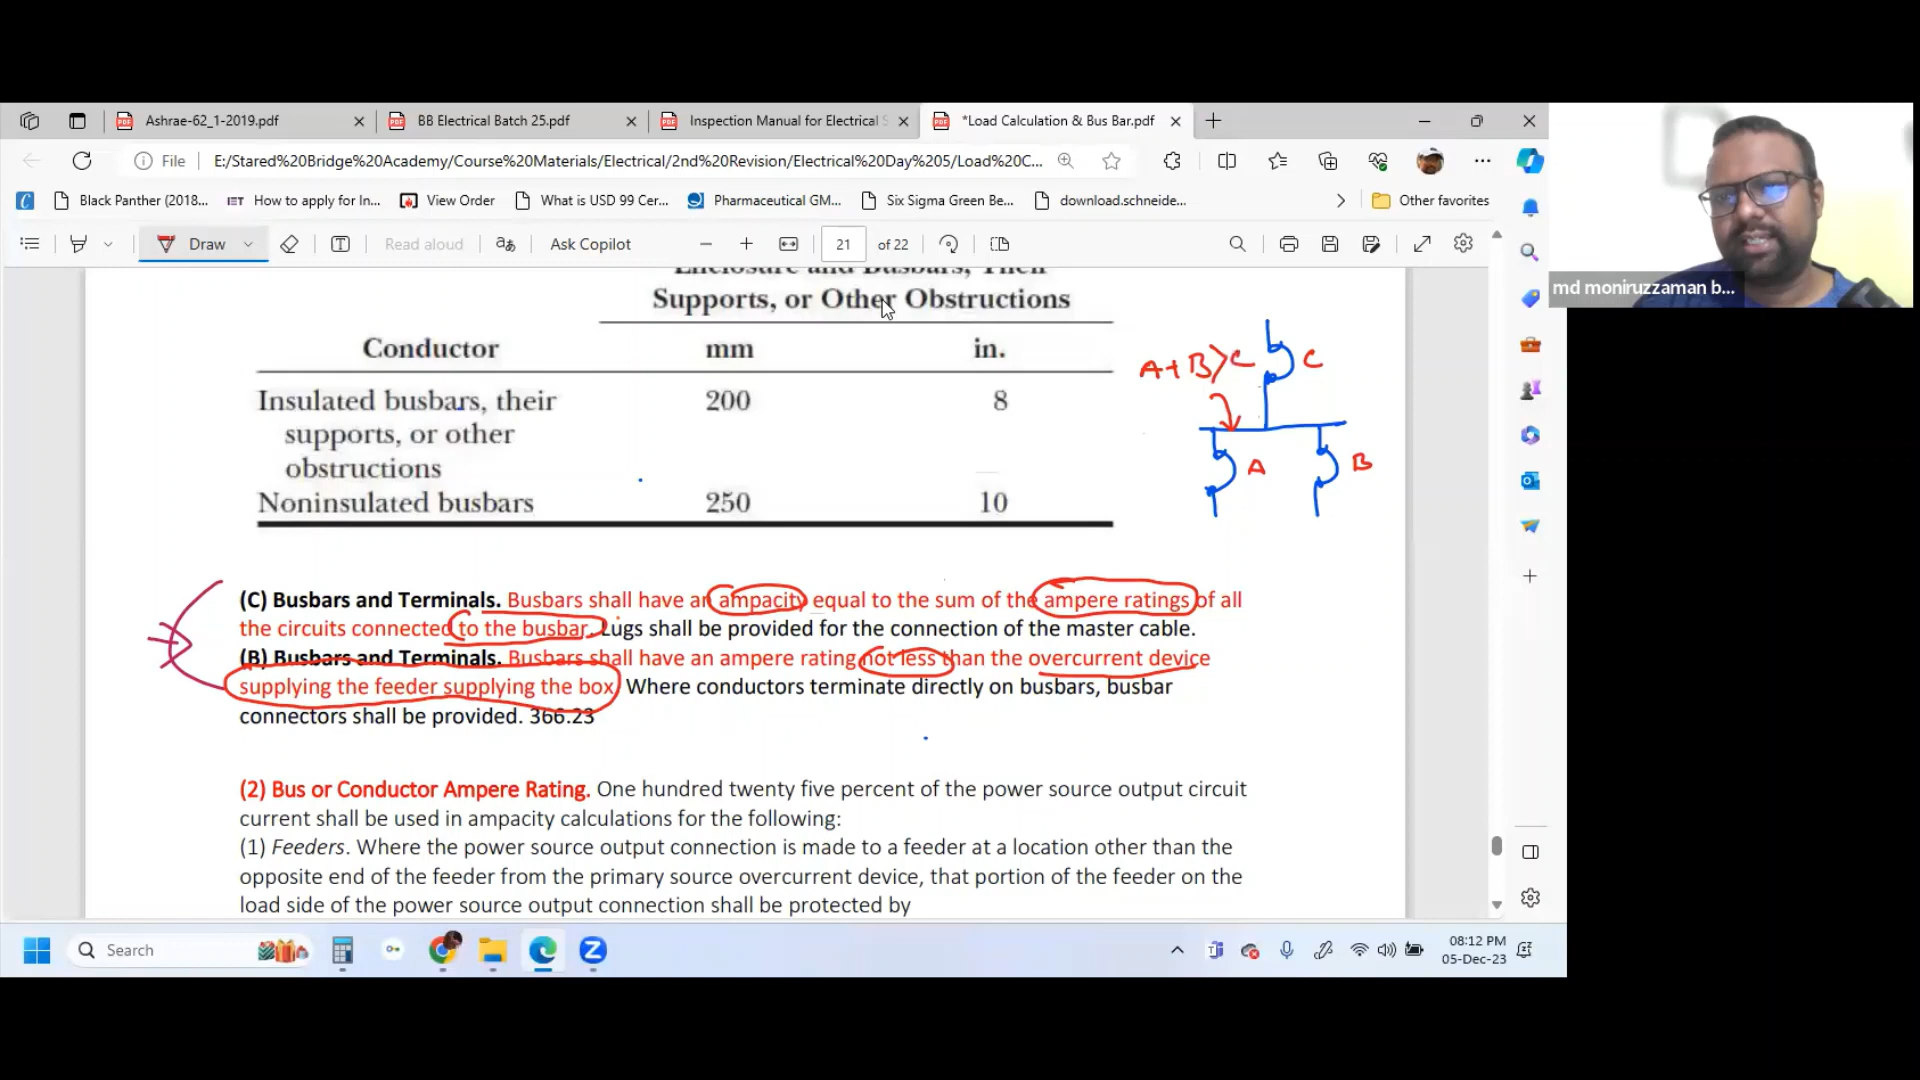 Ashrae-62_1-2019.pdf
BB Electrical Batch 25.pdf
Inspection Manual for Electrical S
*Load Calculation & Bus Bar.pdf
File
E:/Stared%20Bridge%20Academy/Course%20Materials/Electrical/2nd%20Revision/Electrical%20Day%205/Load%20C...
Black Panther (2018...
IET How to apply for In...
View Order
What is USD 99 Cer...
Pharmaceutical GM...
Six Sigma Green Be...
download.schneide...
Other favorites
Draw
Read aloud
aあ
Ask Copilot
21 of 22
md moniruzzaman b...
Enclosure and Busbars, Their
Supports, or Other Obstructions
Conductor mm in.
Insulated busbars, their 200 8
supports, or other
obstructions
Noninsulated busbars 250 10
A+B>C
C
A
B
(C) Busbars and Terminals. Busbars shall have an ampacity equal to the sum of the ampere ratings of all
the circuits connected to the busbar. Lugs shall be provided for the connection of the master cable.
(B) Busbars and Terminals. Busbars shall have an ampere rating not less than the overcurrent device
supplying the feeder supplying the box. Where conductors terminate directly on busbars, busbar
connectors shall be provided. 366.23
(2) Bus or Conductor Ampere Rating. One hundred twenty five percent of the power source output circuit
current shall be used in ampacity calculations for the following:
(1) Feeders. Where the power source output connection is made to a feeder at a location other than the
opposite end of the feeder from the primary source overcurrent device, that portion of the feeder on the
load side of the power source output connection shall be protected by
Search
08:12 PM
05-Dec-23